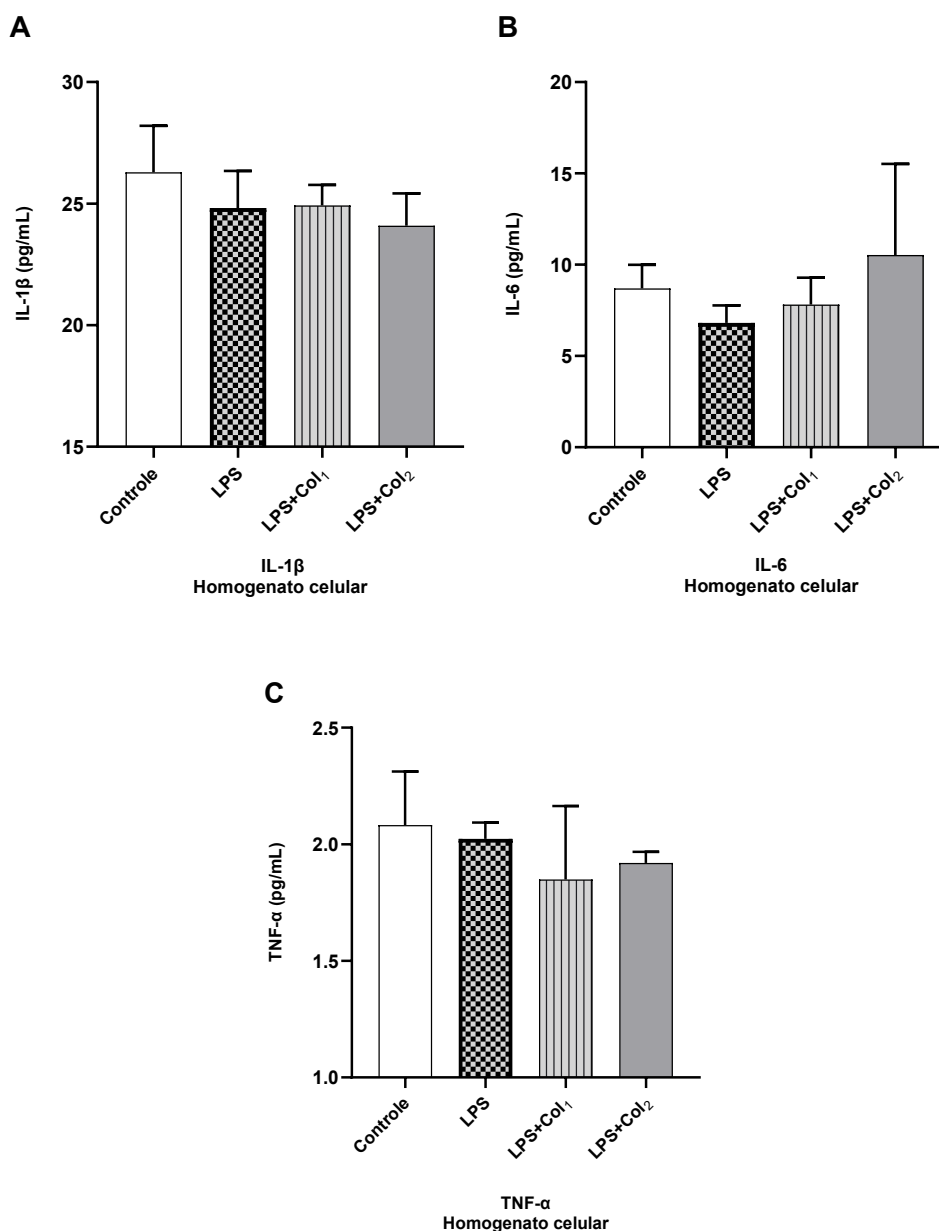 A
IL-1β (pg/mL)
30
25
20
15
Controle
LPS
LPS+Col₁
LPS+Col₂
IL-1β
Homogenato celular
B
IL-6 (pg/mL)
20
15
10
5
0
Controle
LPS
LPS+Col₁
LPS+Col₂
IL-6
Homogenato celular
C
TNF-α (pg/mL)
2.5
2.0
1.5
1.0
Controle
LPS
LPS+Col₁
LPS+Col₂
TNF-α
Homogenato celular